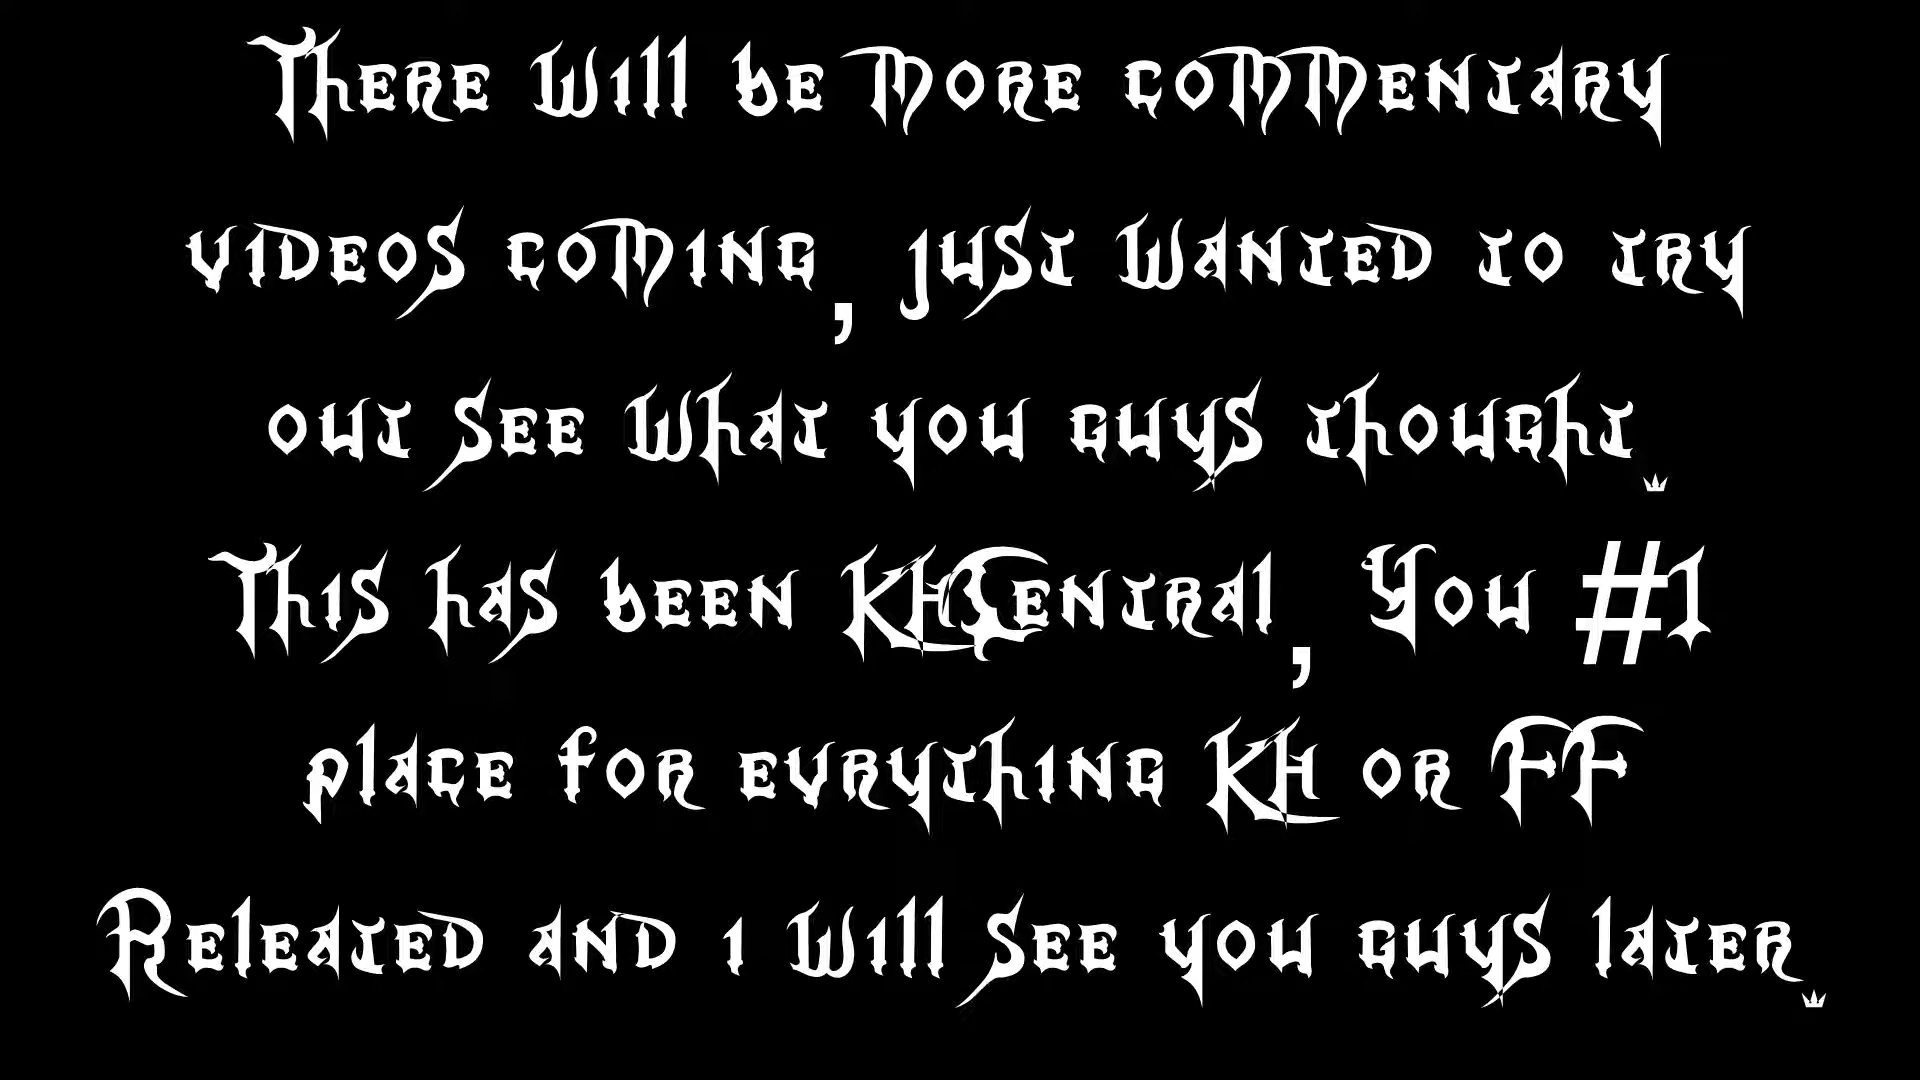 There will be more commentary
videos coming, just wanted to try
out see what you guys thought.
This has been KHCentral, You #1
place for evrything KH or FF
Releated and i will see you guys later.